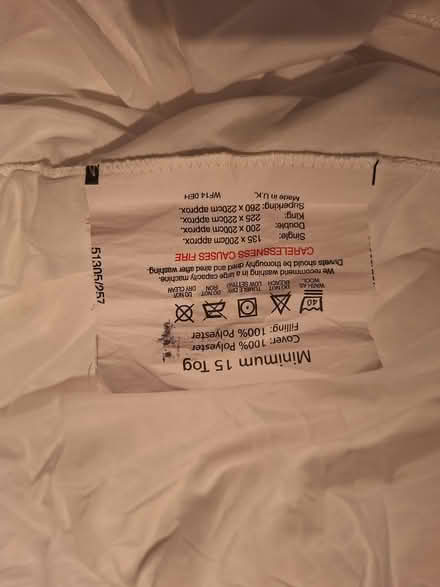 Minimum 15 Tog
Cover: 100% Polyester
Filling: 100% Polyester
40
WASH AS WOOL
DO NOT BLEACH
TUMBLE DRY LOW SETTING
DO NOT IRON
DO NOT DRY CLEAN
We recommend washing in a large capacity machine.
Duvets should be thoroughly dried and aired after washing.
CARELESSNESS CAUSES FIRE
Single: 135 x 200cm approx.
Double: 200 x 200cm approx.
King: 225 x 220cm approx.
Superking: 260 x 220cm approx.
Made in U.K. WF14 0EH
51305/257